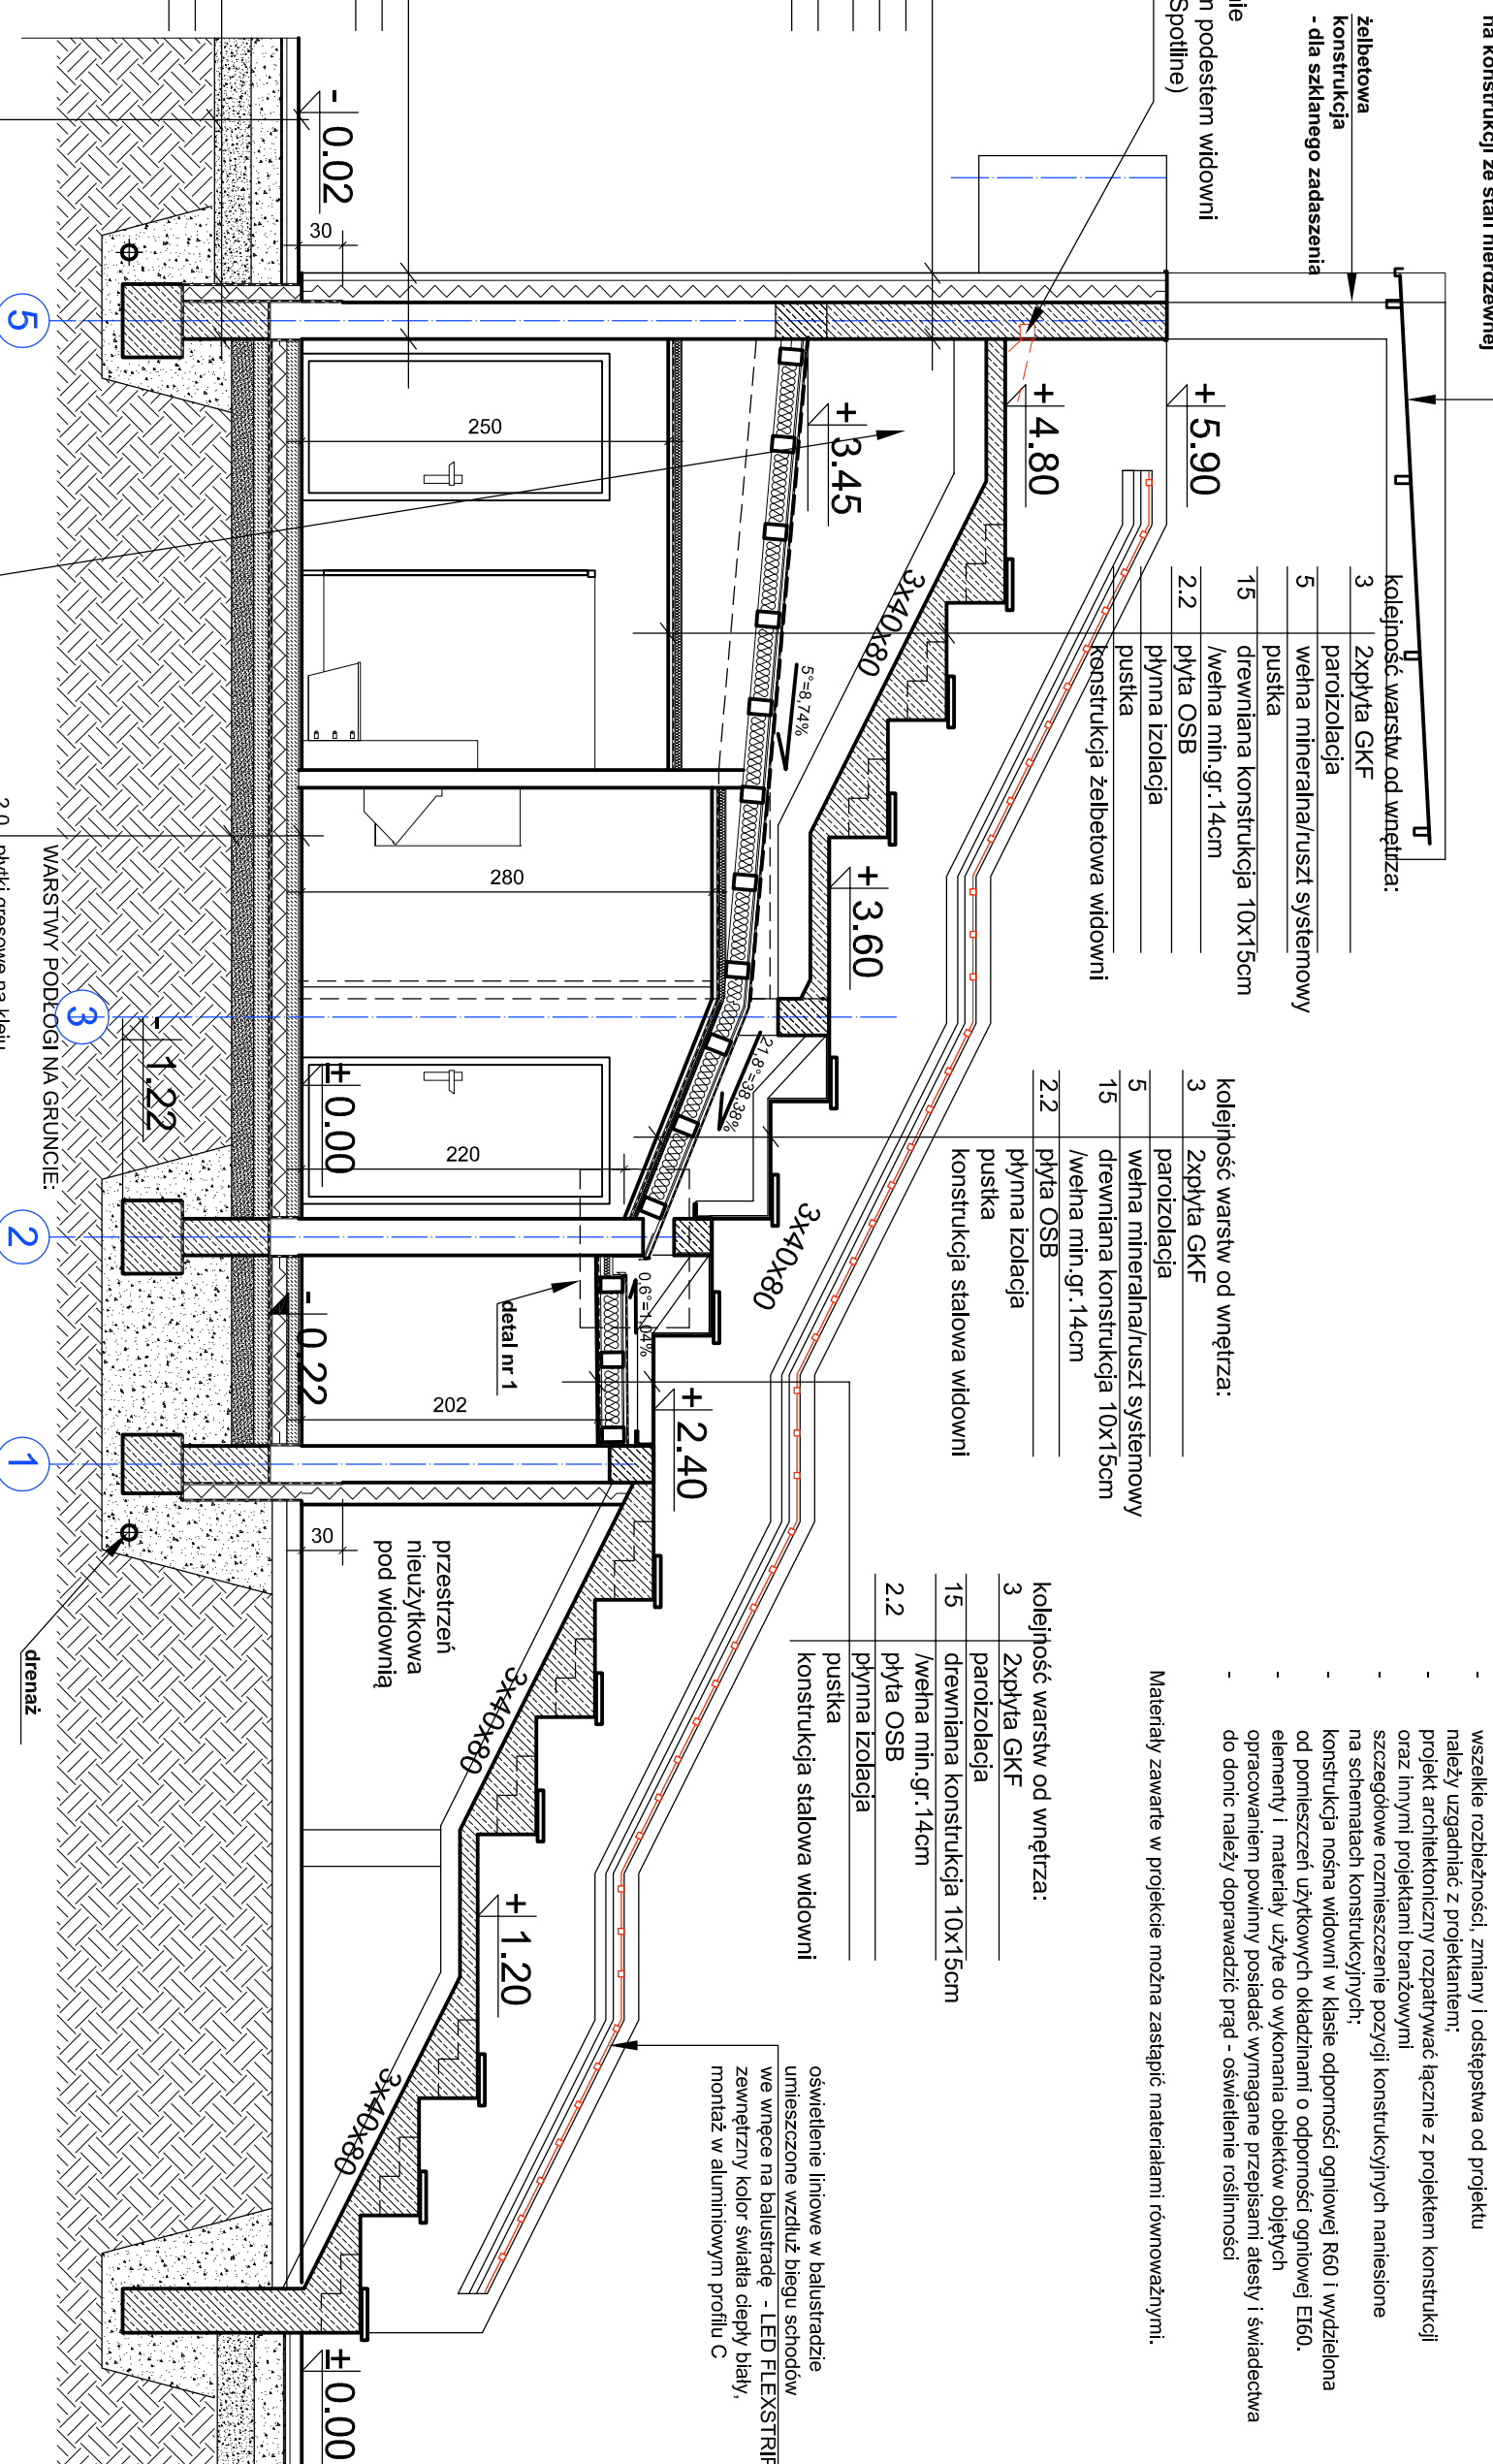 na konstrukcji ze stali nierdzewnej
żelbetowa
konstrukcja
- dla szklanego zadaszenia
podestem widowni
Spotline)
- 0.02
30
5
250
+ 3.45
+ 4.80
+ 5.90
3x40x80
5°=8,74%
kolejność warstw od wnętrza:
3 2xpłyta GKF
paroizolacja
5 wełna mineralna/ruszt systemowy
pustka
15 drewniana konstrukcja 10x15cm
/wełna min.gr.14cm
2.2 płyta OSB
płynna izolacja
pustka
konstrukcja żelbetowa widowni
280
+ 3.60
WARSTWY PODŁOGI NA GRUNCIE:
2.0 płytki gresowe na kleju
3
- 1.22
± 0.00
220
21,8°=38,38%
3x40x80
kolejność warstw od wnętrza:
3 2xpłyta GKF
paroizolacja
5 wełna mineralna/ruszt systemowy
15 drewniana konstrukcja 10x15cm
/wełna min.gr.14cm
2.2 płyta OSB
płynna izolacja
pustka
konstrukcja stalowa widowni
2
- 0.22
detal nr 1
0,6°=1,04%
202
+ 2.40
1
30
drenaż
przestrzeń
nieużytkowa
pod widownią
3x40x80
kolejność warstw od wnętrza:
3 2xpłyta GKF
paroizolacja
15 drewniana konstrukcja 10x15cm
/wełna min.gr.14cm
2.2 płyta OSB
płynna izolacja
pustka
konstrukcja stalowa widowni
+ 1.20
3x40x80
± 0.00
oświetlenie liniowe w balustradzie
umieszczone wzdłuż biegu schodów
we wnęce na balustradę - LED FLEXSTRIP
zewnętrzny kolor światła ciepły biały,
montaż w aluminiowym profilu C
- wszelkie rozbieżności, zmiany i odstępstwa od projektu
należy uzgadniać z projektantem;
- projekt architektoniczny rozpatrywać łącznie z projektem konstrukcji
oraz innymi projektami branżowymi
- szczegółowe rozmieszczenie pozycji konstrukcyjnych naniesione
na schematach konstrukcyjnych;
- konstrukcja nośna widowni w klasie odporności ogniowej R60 i wydzielona
od pomieszczeń użytkowych okładzinami o odporności ogniowej EI60.
- elementy i materiały użyte do wykonania obiektów objętych
opracowaniem powinny posiadać wymagane przepisami atesty i świadectwa
- do donic należy doprawadzić prąd - oświetlenie roślinności
Materiały zawarte w projekcie można zastąpić materiałami równoważnymi.